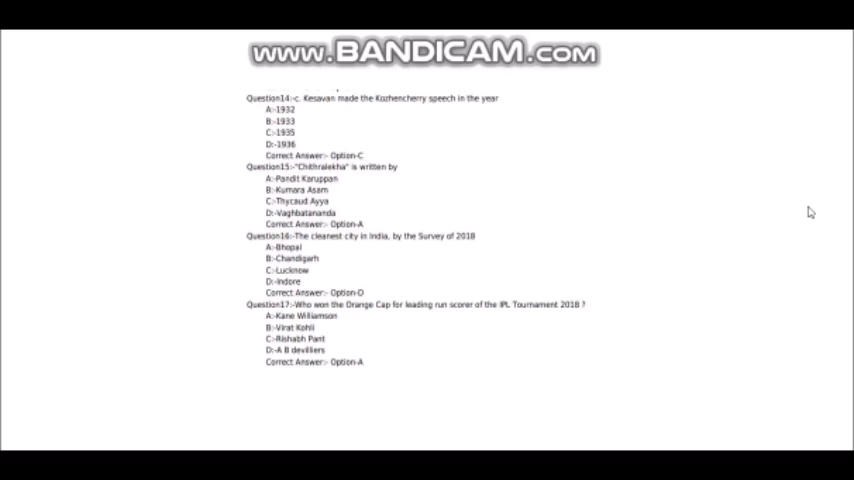 www.BANDICAM.com
Question14:-c. Kesavan made the Kozhencherry speech in the year
A:-1932
B:-1933
C:-1935
D:-1936
Correct Answer:- Option-C
Question15:-"Chithralekha" is written by
A:-Pandit Karuppan
B:-Kumara Asam
C:-Thycaud Ayya
D:-Vaghbatananda
Correct Answer:- Option-A
Question16:-The cleanest city in India, by the Survey of 2018
A:-Bhopal
B:-Chandigarh
C:-Lucknow
D:-Indore
Correct Answer:- Option-D
Question17:-Who won the Orange Cap for leading run scorer of the IPL Tournament 2018 ?
A:-Kane Williamson
B:-Virat Kohli
C:-Rishabh Pant
D:-A B devilliers
Correct Answer:- Option-A